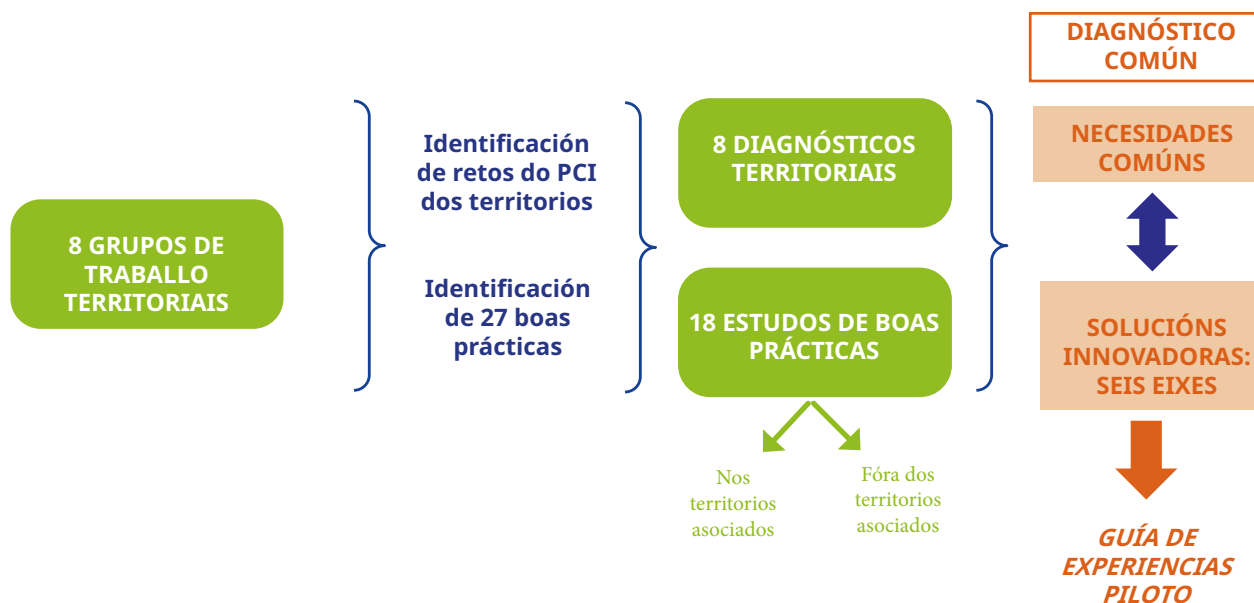 8 GRUPOS DE
TRABALLO
TERRITORIAIS
Identificación
de retos do PCI
dos territorios
Identificación
de 27 boas
prácticas
8 DIAGNÓSTICOS
TERRITORIAIS
18 ESTUDOS DE BOAS
PRÁCTICAS
Nos
territorios
asociados
Fóra dos
territorios
asociados
DIAGNÓSTICO
COMÚN
NECESIDADES
COMÚNS
SOLUCIÓNS
INNOVADORAS:
SEIS EIXES
GUÍA DE
EXPERIENCIAS
PILOTO